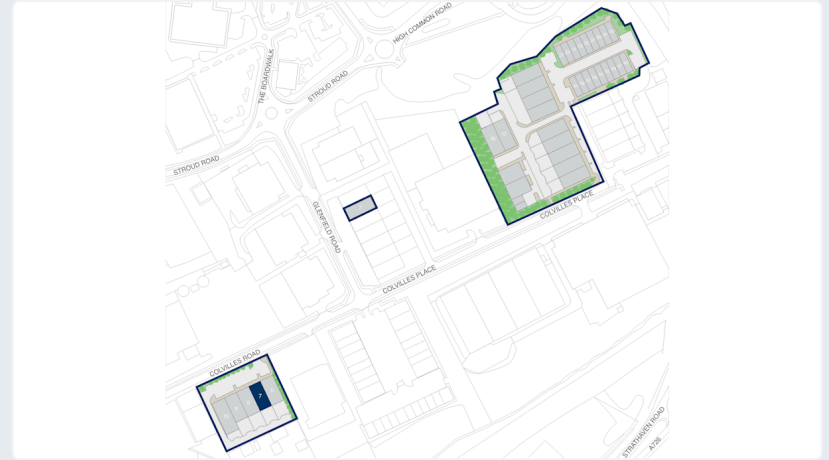 HIGH COMMON ROAD
THE BOARDWALK
STROUD ROAD
STROUD ROAD
GLENFIELD ROAD
COLVILLES PLACE
COLVILLES PLACE
COLVILLES ROAD
7
STRATHAVEN ROAD
A726